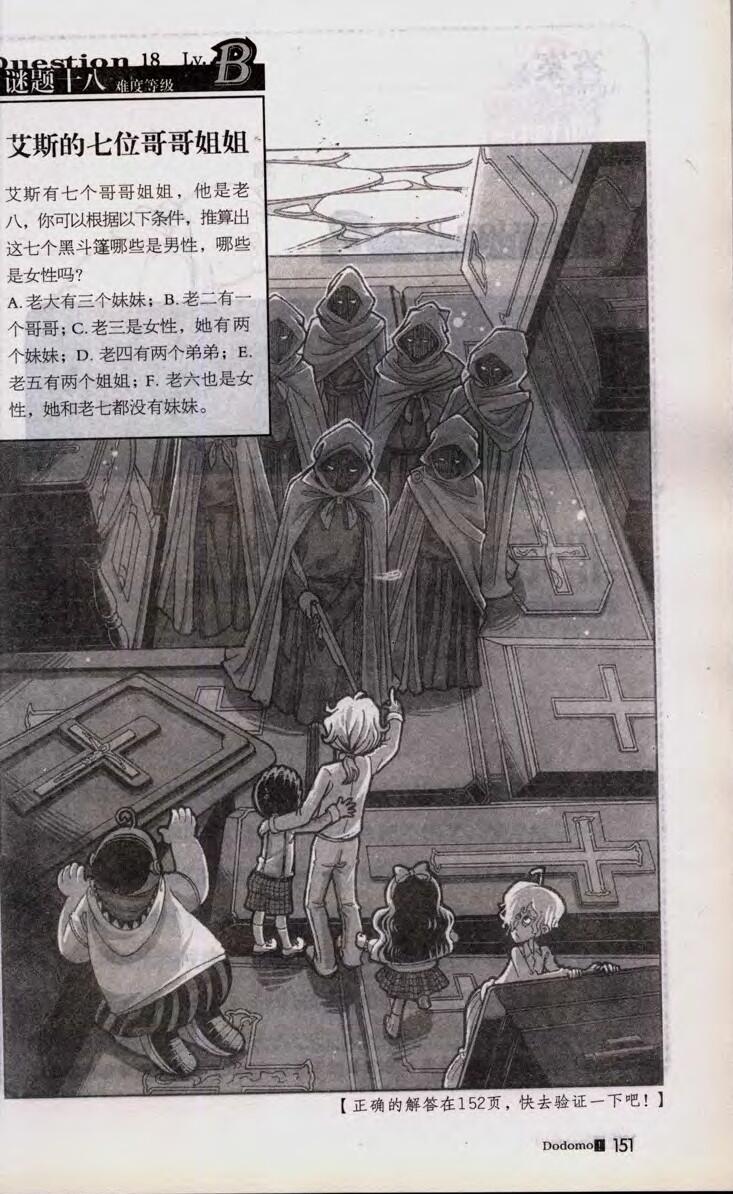 Question 18 Lv. B
谜题十八 难度等级
艾斯的七位哥哥姐姐
艾斯有七个哥哥姐姐，他是老
八，你可以根据以下条件，推算出
这七个黑斗篷哪些是男性，哪些
是女性吗？
A. 老大有三个妹妹；B. 老二有一
个哥哥；C. 老三是女性，她有两
个妹妹；D. 老四有两个弟弟；E.
老五有两个姐姐；F. 老六也是女
性，她和老七都没有妹妹。
【正确的解答在152页，快去验证一下吧！】
Dodomo! 151